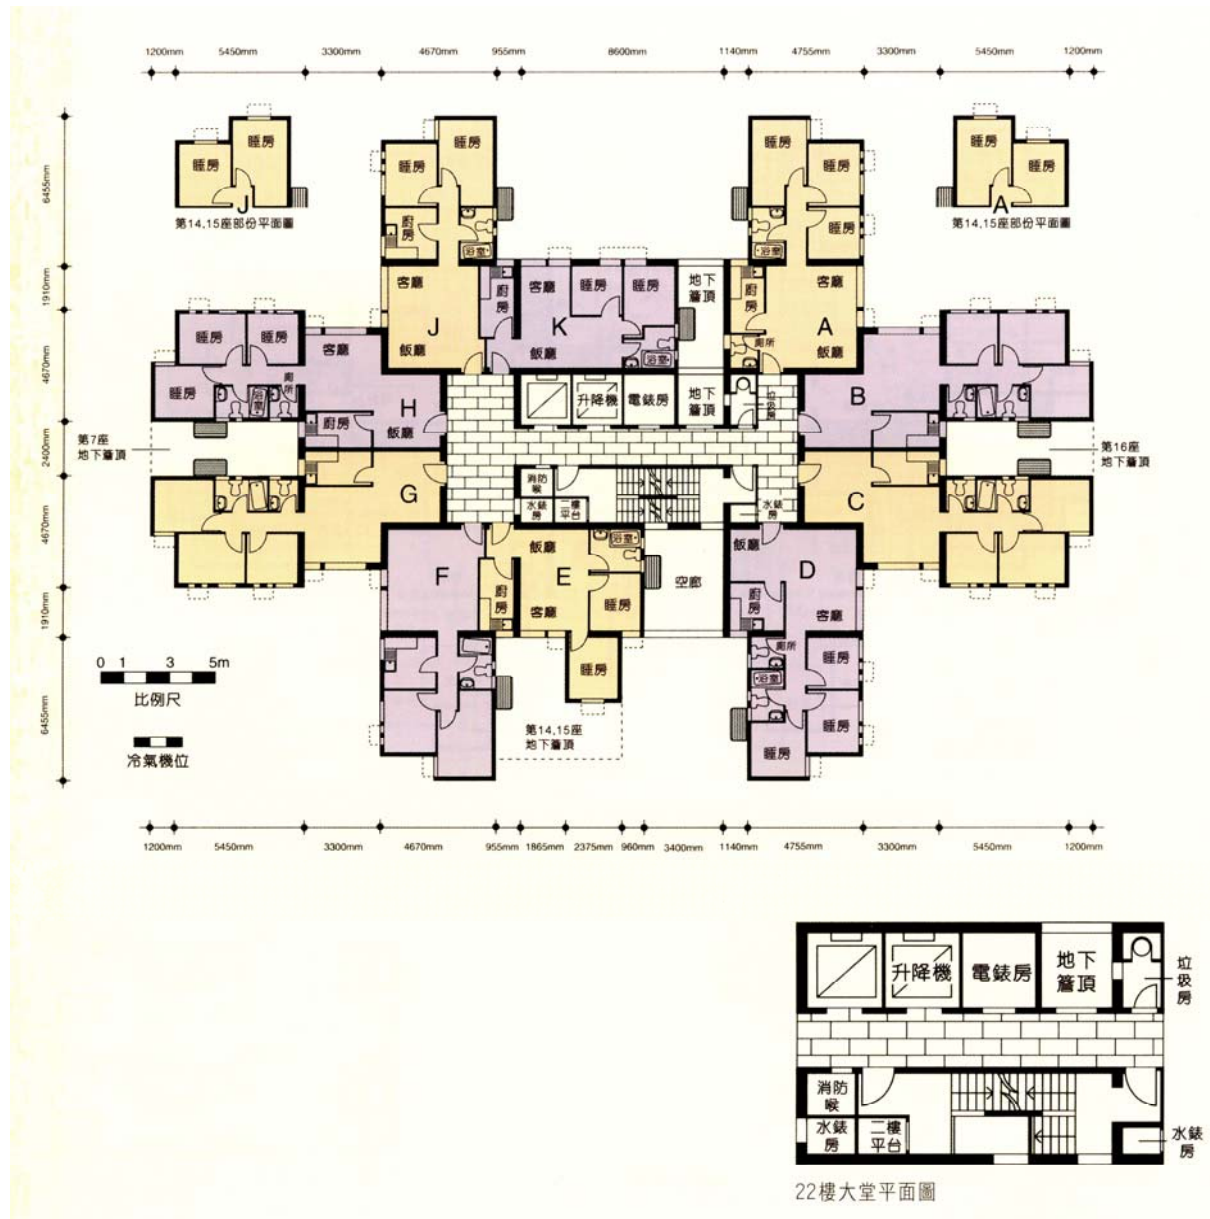 1200mm 5450mm 3300mm 4670mm 955mm 8600mm 1140mm 4755mm 3300mm 5450mm 1200mm
6455mm
1910mm
4670mm
2400mm
4670mm
1910mm
6455mm
睡房
睡房
J
第14,15座部份平面圖
睡房
睡房
廚房
浴室
客廳
J
飯廳
廚房
客廳
睡房
睡房
K
飯廳
浴室
地下簷頂
睡房
睡房
睡房
浴室
廚房
客廳
A
廁所
飯廳
睡房
睡房
A
第14,15座部份平面圖
睡房
睡房
睡房
客廳
廁所
浴室
H
廚房
飯廳
升降機
電錶房
地下簷頂
垃圾房
B
第7座
地下簷頂
第16座
地下簷頂
G
消防喉
水錶房
二樓平台
水錶房
C
F
飯廳
浴室
E
廚房
客廳
睡房
睡房
空廊
飯廳
D
廚房
客廳
廁所
睡房
浴室
睡房
睡房
第14,15座
地下簷頂
0 1 3 5m
比例尺
冷氣機位
1200mm 5450mm 3300mm 4670mm 955mm 1865mm 2375mm 960mm 3400mm 1140mm 4755mm 3300mm 5450mm 1200mm
升降機
電錶房
地下簷頂
垃圾房
消防喉
水錶房
二樓平台
水錶房
22樓大堂平面圖